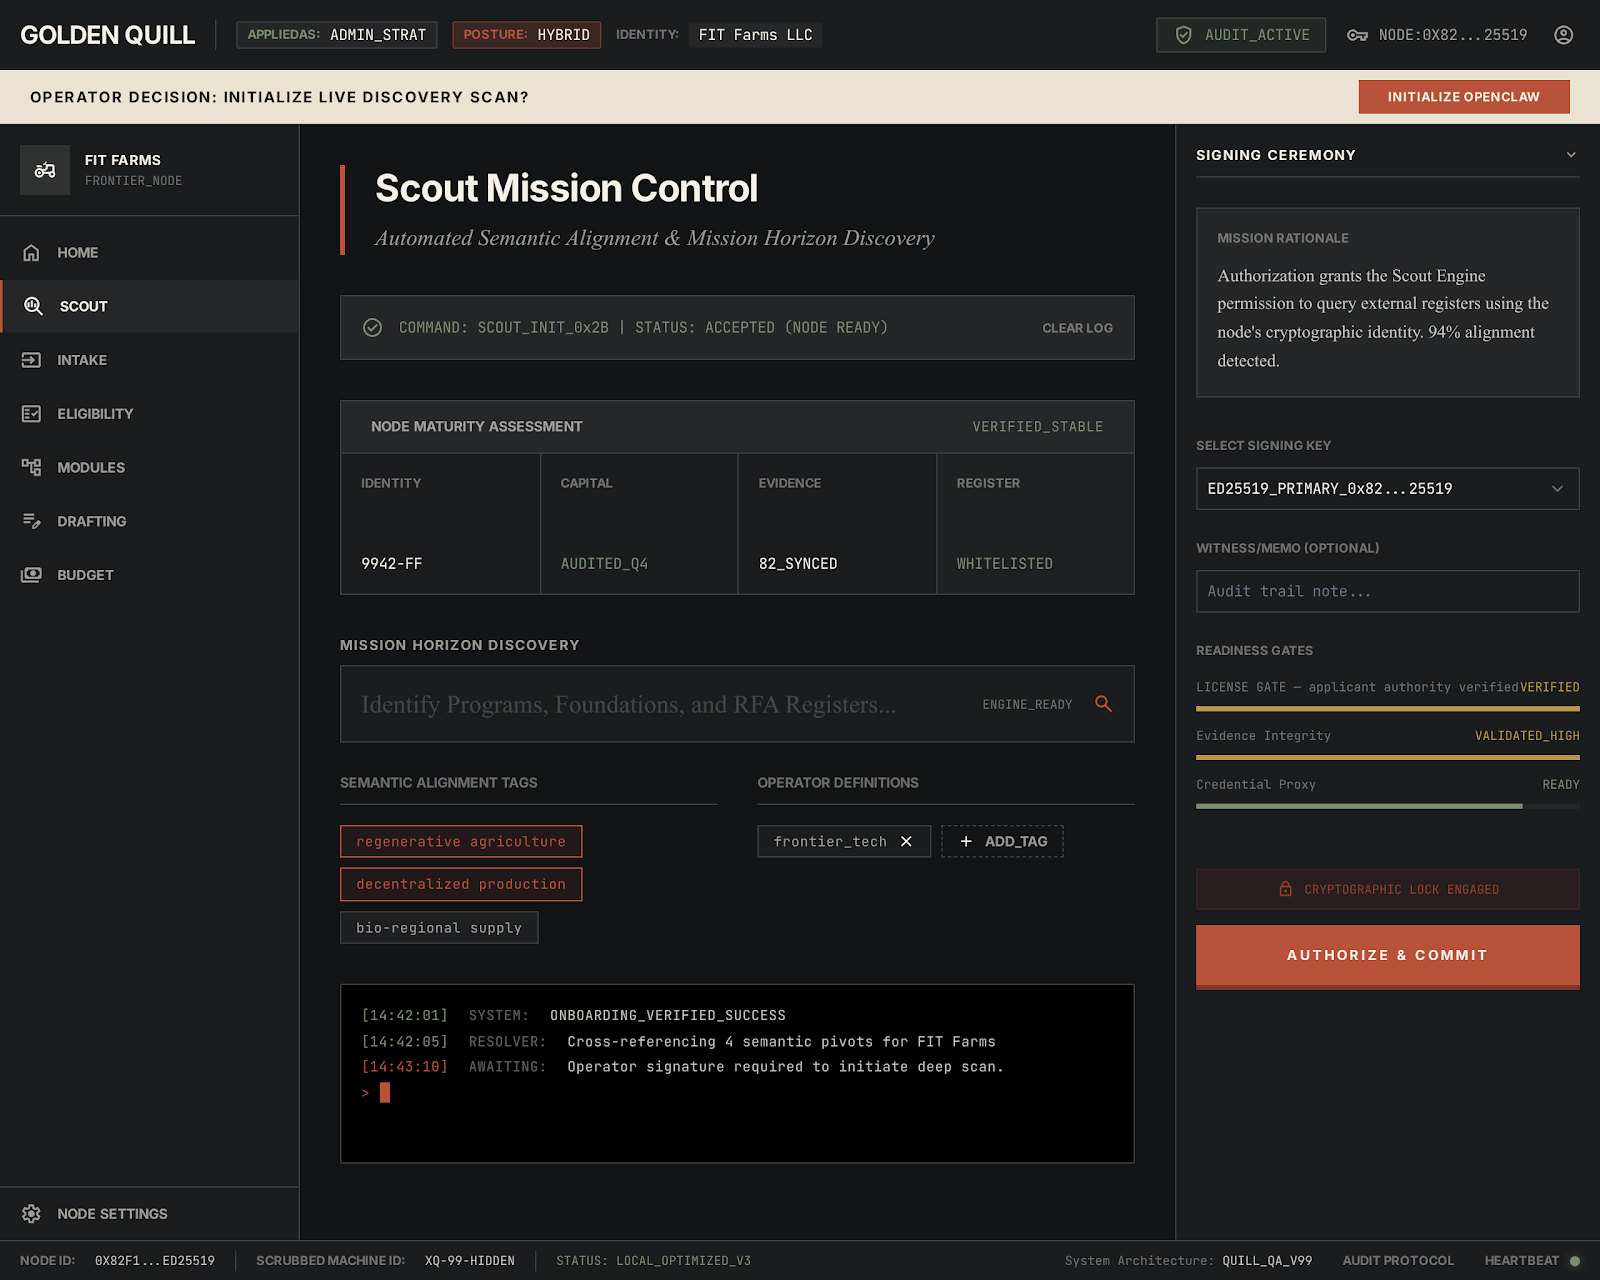 GOLDEN QUILL
APPLIEDAS: ADMIN_STRAT
POSTURE: HYBRID
IDENTITY: FIT Farms LLC
AUDIT_ACTIVE
NODE:0X82...25519
OPERATOR DECISION: INITIALIZE LIVE DISCOVERY SCAN?
INITIALIZE OPENCLAW
FIT FARMS
FRONTIER_NODE
HOME
SCOUT
INTAKE
ELIGIBILITY
MODULES
DRAFTING
BUDGET
NODE SETTINGS
Scout Mission Control
Automated Semantic Alignment & Mission Horizon Discovery
COMMAND: SCOUT_INIT_0x2B | STATUS: ACCEPTED (NODE READY)
CLEAR LOG
NODE MATURITY ASSESSMENT
VERIFIED_STABLE
IDENTITY
9942-FF
CAPITAL
AUDITED_Q4
EVIDENCE
82_SYNCED
REGISTER
WHITELISTED
MISSION HORIZON DISCOVERY
Identify Programs, Foundations, and RFA Registers...
ENGINE_READY
SEMANTIC ALIGNMENT TAGS
regenerative agriculture
decentralized production
bio-regional supply
OPERATOR DEFINITIONS
frontier_tech
ADD_TAG
[14:42:01] SYSTEM: ONBOARDING_VERIFIED_SUCCESS
[14:42:05] RESOLVER: Cross-referencing 4 semantic pivots for FIT Farms
[14:43:10] AWAITING: Operator signature required to initiate deep scan.
>
SIGNING CEREMONY
MISSION RATIONALE
Authorization grants the Scout Engine
permission to query external registers using the
node's cryptographic identity. 94% alignment
detected.
SELECT SIGNING KEY
ED25519_PRIMARY_0x82...25519
WITNESS/MEMO (OPTIONAL)
Audit trail note...
READINESS GATES
LICENSE GATE — applicant authority verified VERIFIED
Evidence Integrity VALIDATED_HIGH
Credential Proxy READY
CRYPTOGRAPHIC LOCK ENGAGED
AUTHORIZE & COMMIT
NODE ID: 0X82F1...ED25519
SCRUBBED MACHINE ID: XQ-99-HIDDEN
STATUS: LOCAL_OPTIMIZED_V3
System Architecture: QUILL_QA_V99
AUDIT PROTOCOL
HEARTBEAT